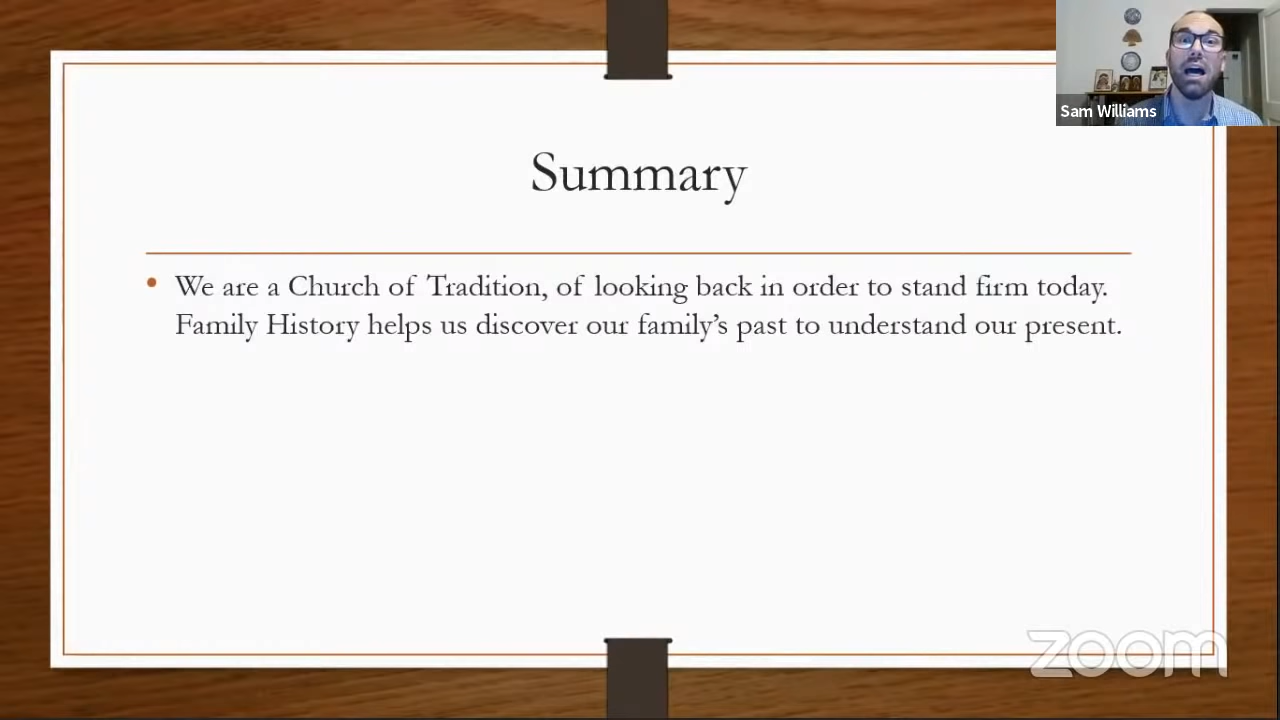 Sam Williams
Summary
• We are a Church of Tradition, of looking back in order to stand firm today.
Family History helps us discover our family’s past to understand our present.
zoom